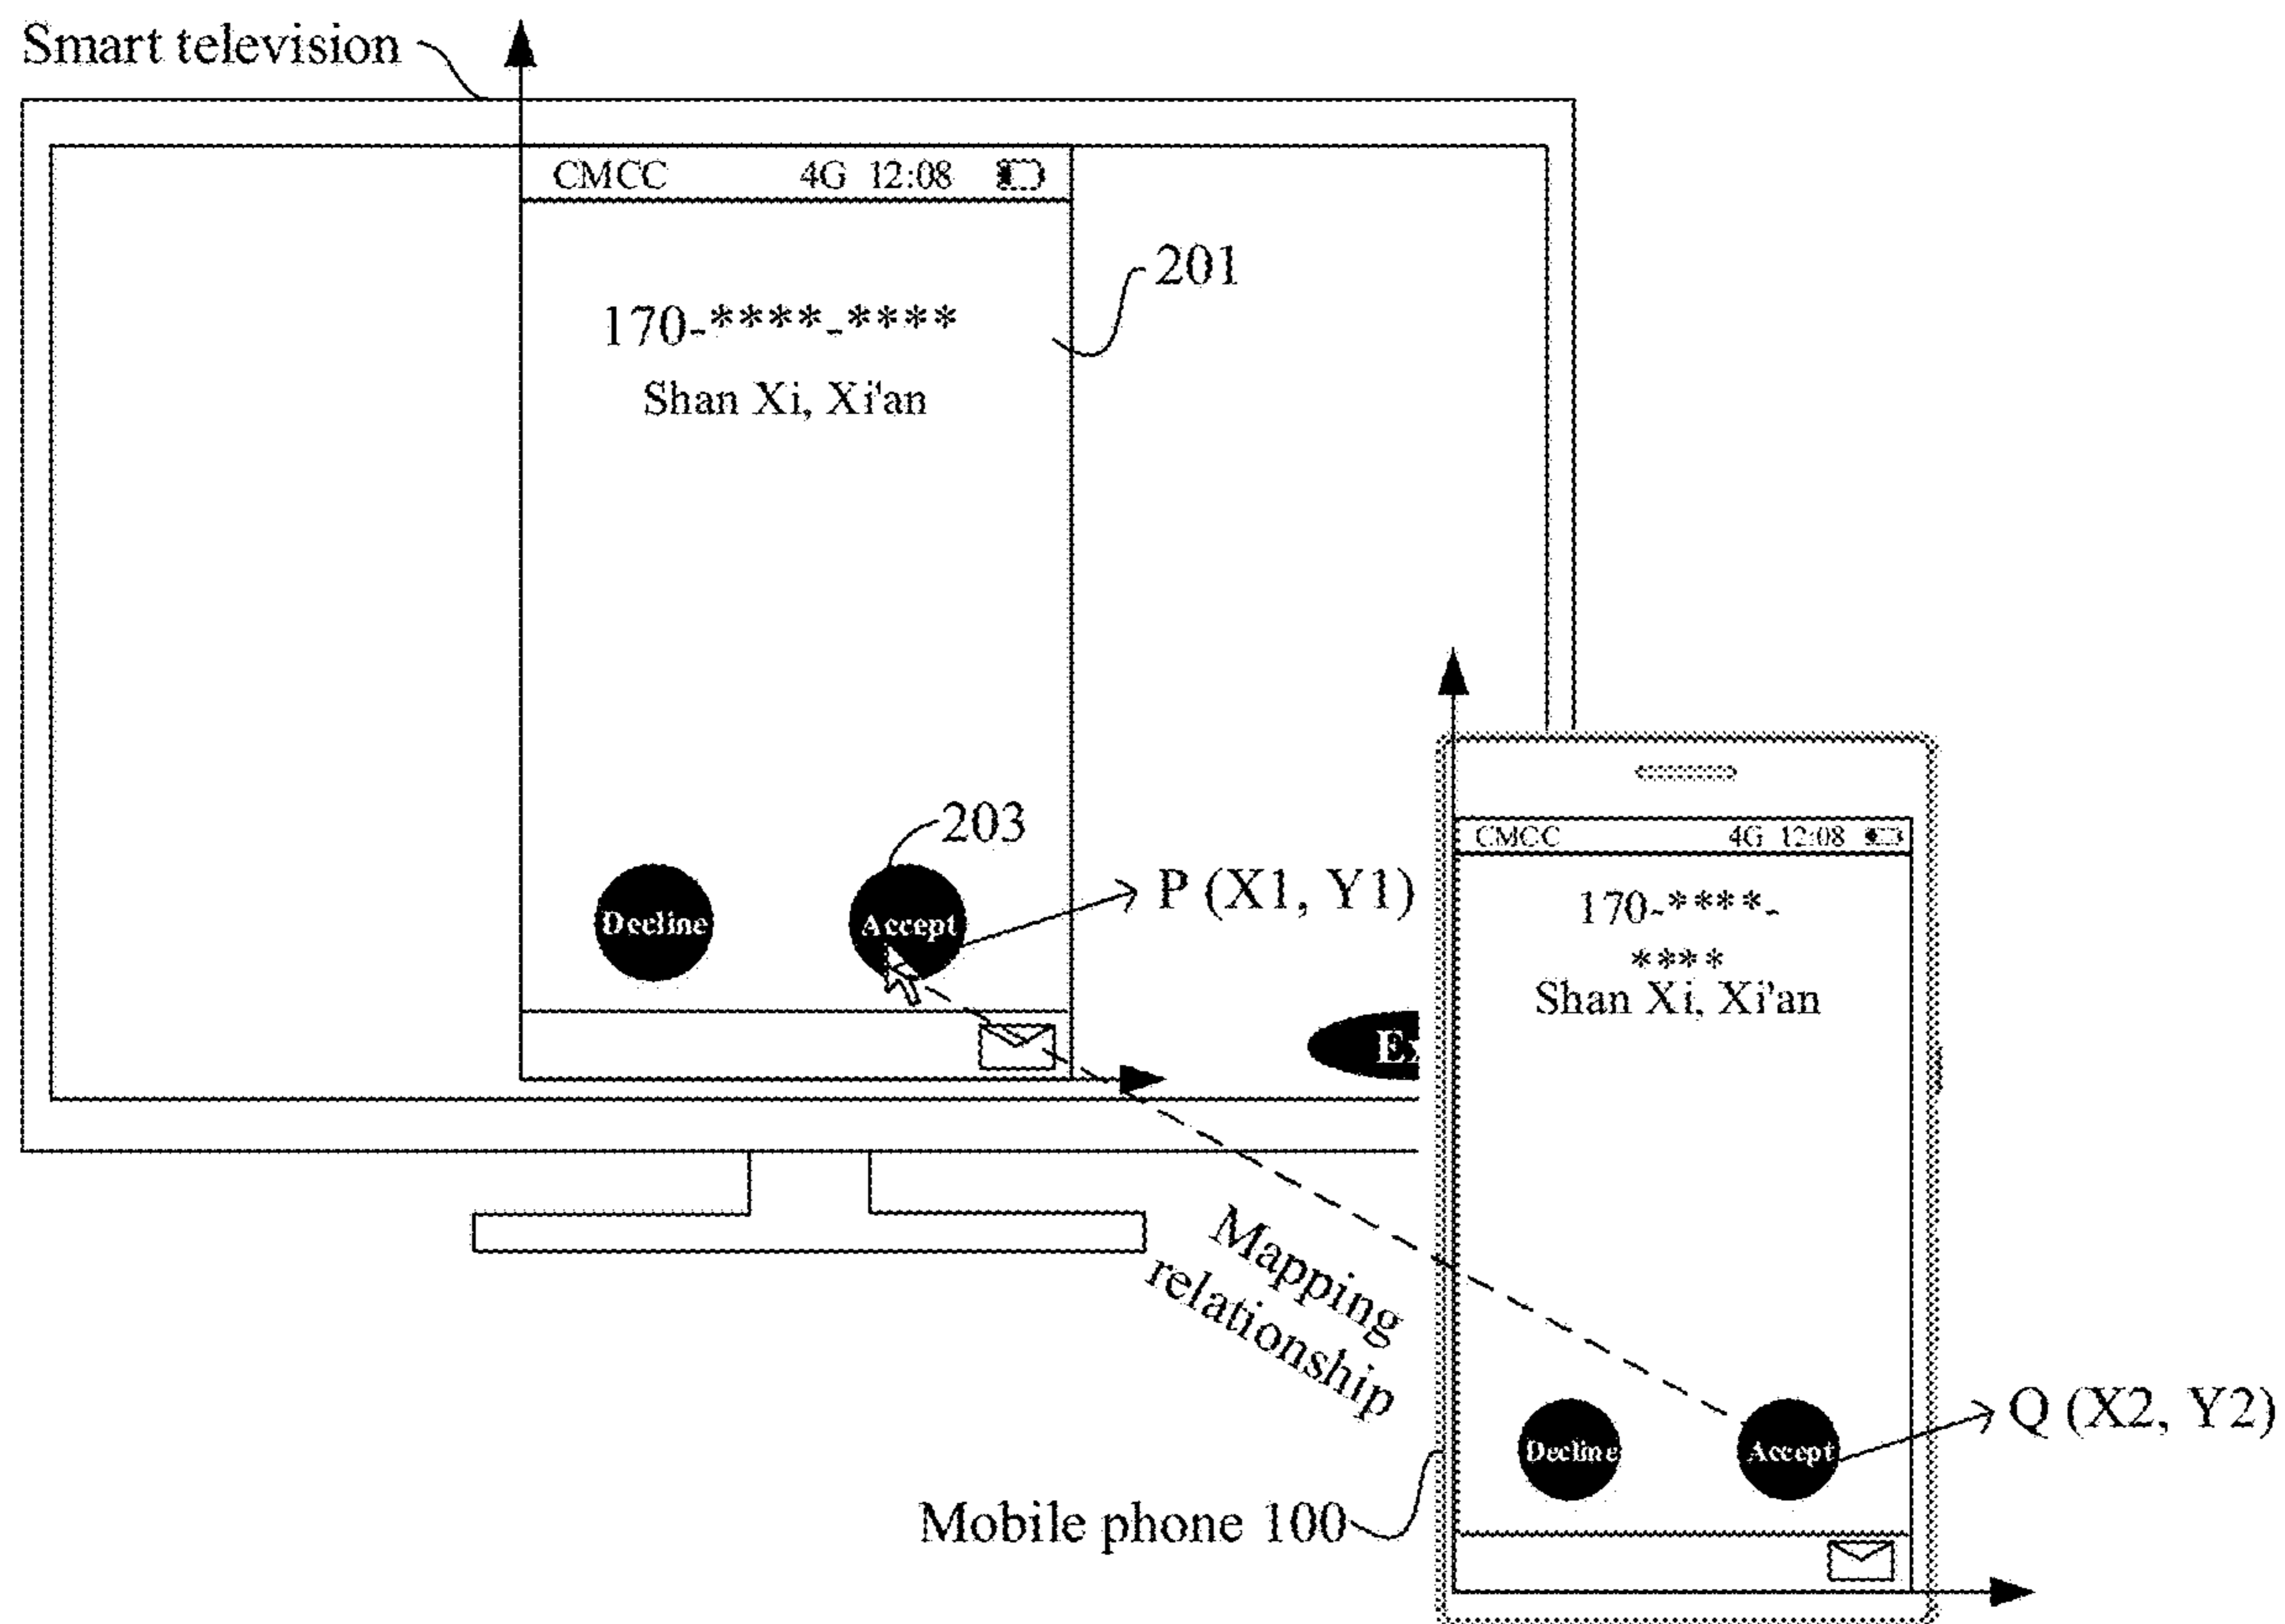 Smart television
CMCC 4G 12:08
201
170-****-****
Shan Xi, Xi'an
203
Decline
Accept
P (X1, Y1)
Mapping
relationship
CMCC 4G 12:08
170-****-
****
Shan Xi, Xi'an
Decline
Accept
Q (X2, Y2)
Mobile phone 100